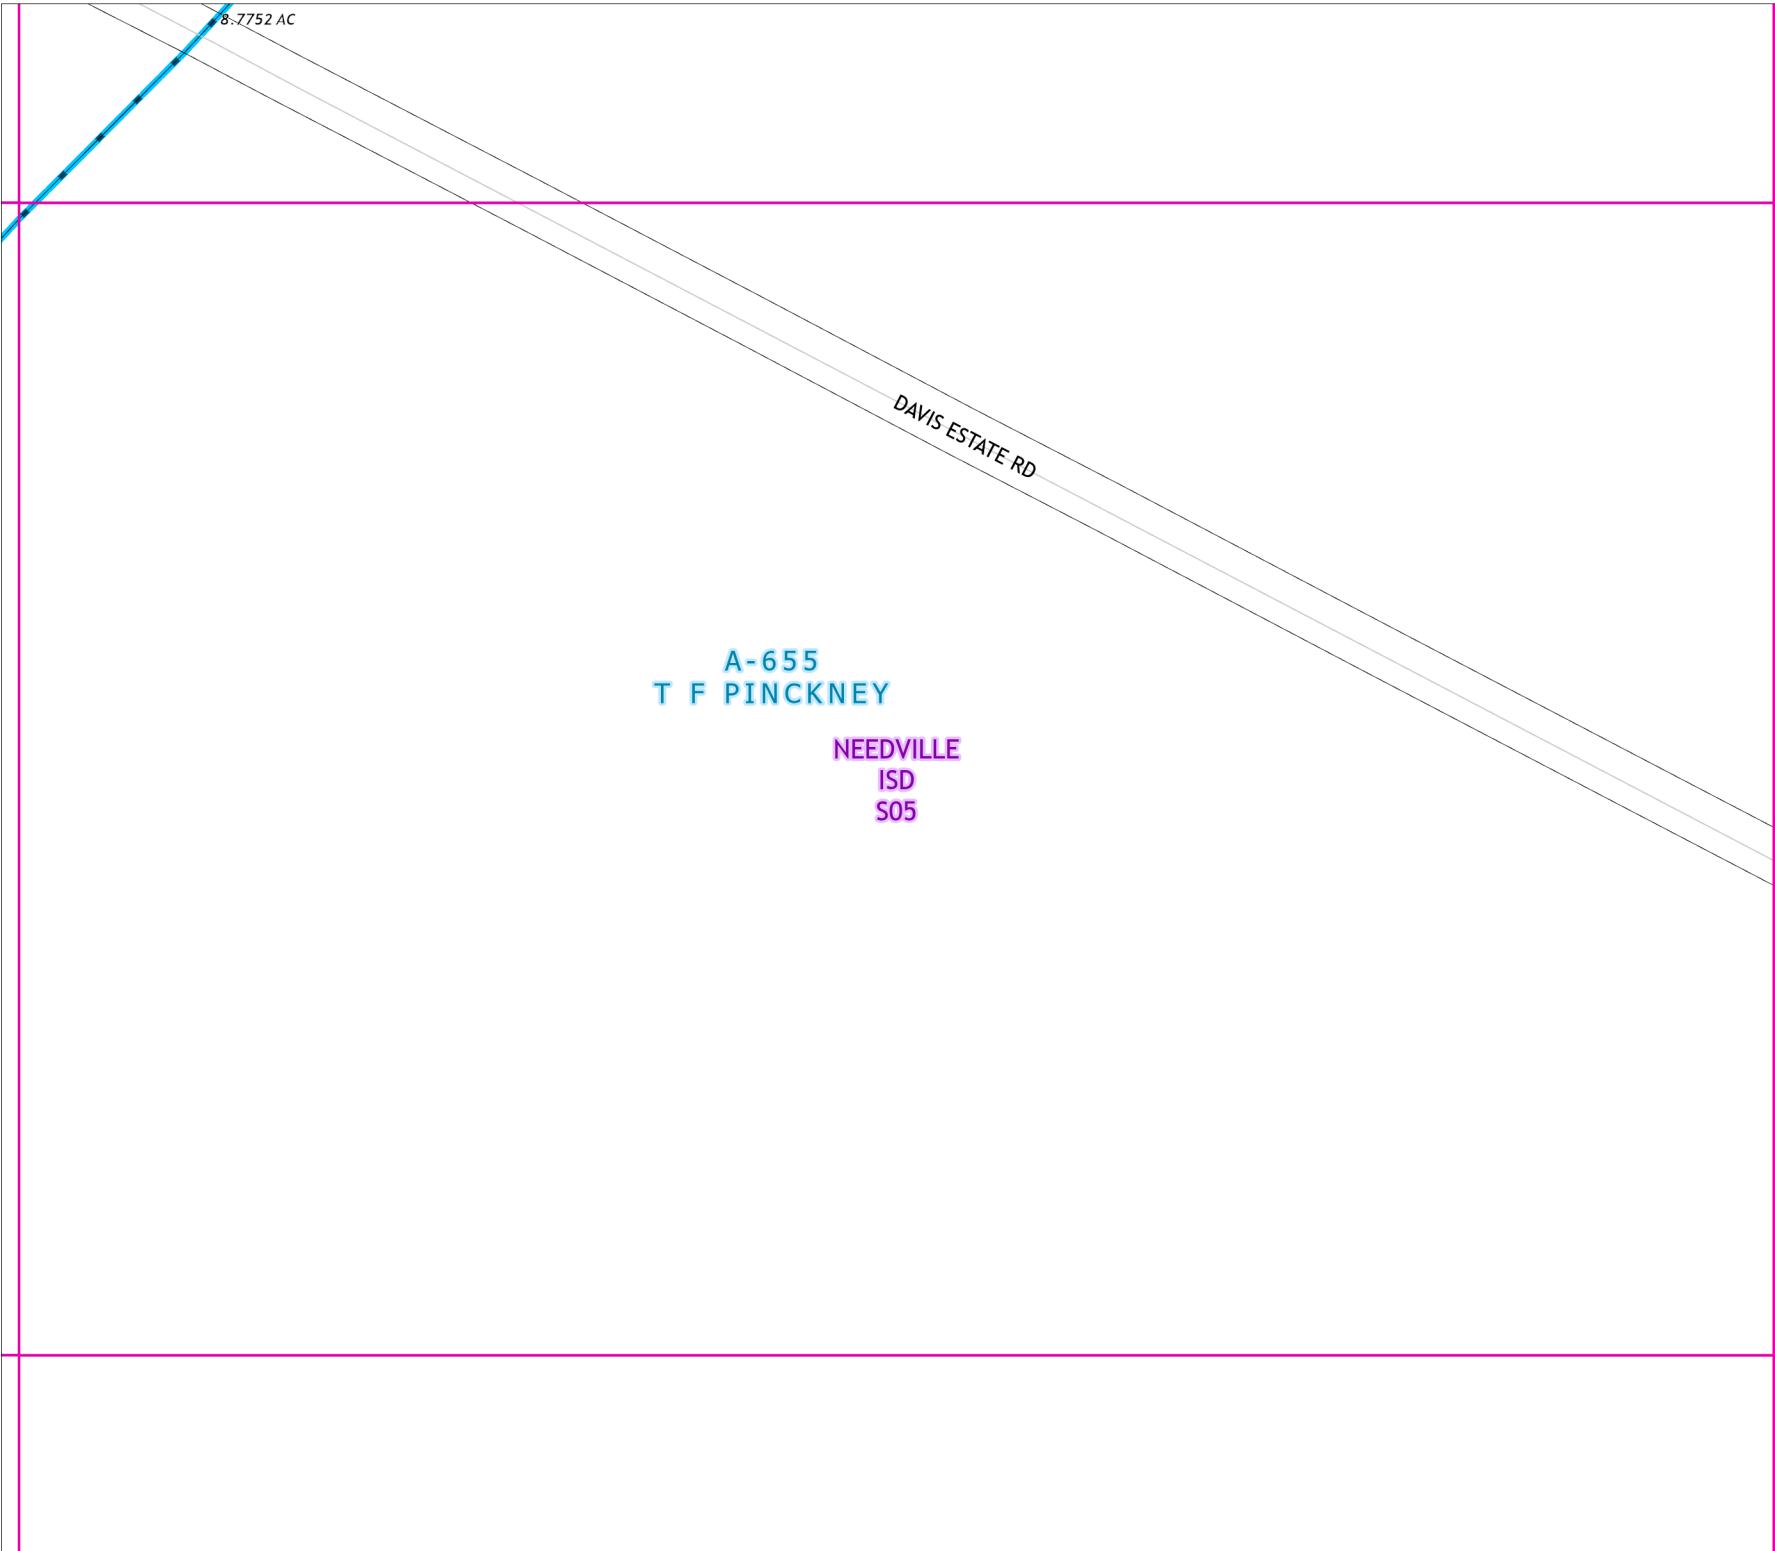 8.7752 AC
DAVIS ESTATE RD
A-655
T F PINCKNEY
NEEDVILLE
ISD
S05